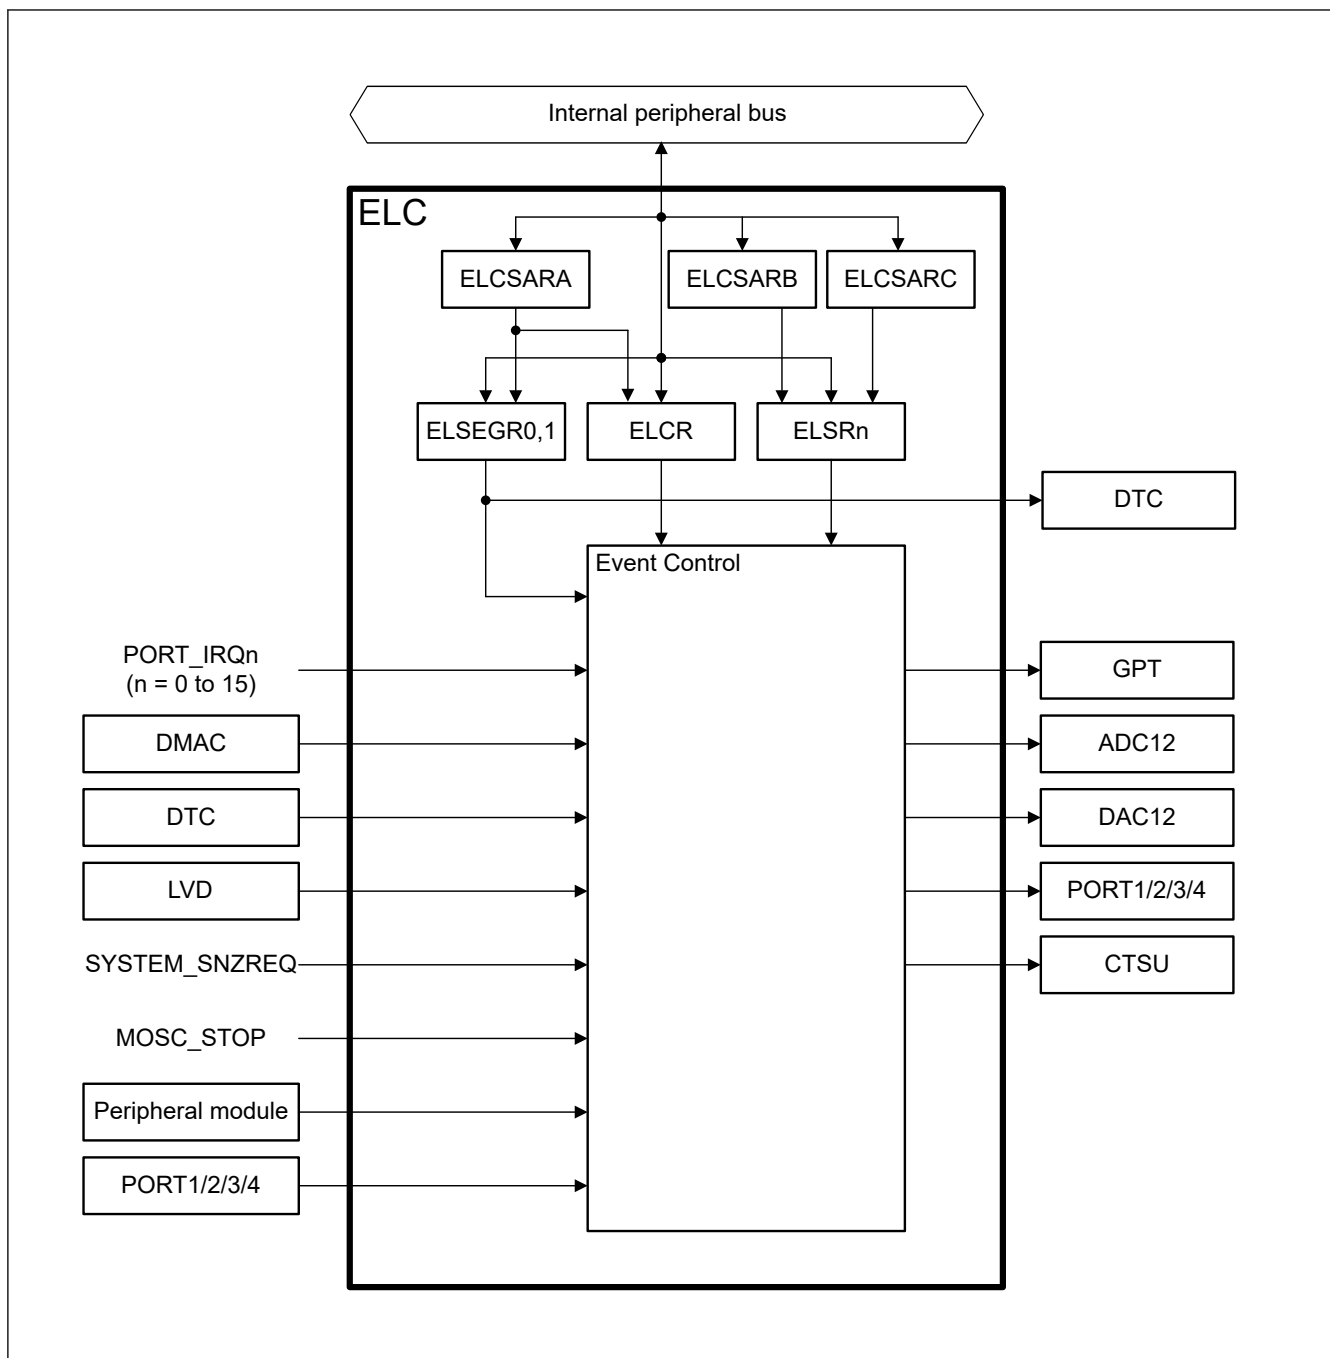 Internal peripheral bus
ELC
ELCSARA
ELCSARB
ELCSARC
ELSEGR0,1
ELCR
ELSRn
DTC
Event Control
PORT_IRQn
(n = 0 to 15)
GPT
DMAC
ADC12
DTC
DAC12
LVD
PORT1/2/3/4
SYSTEM_SNZREQ
CTSU
MOSC_STOP
Peripheral module
PORT1/2/3/4